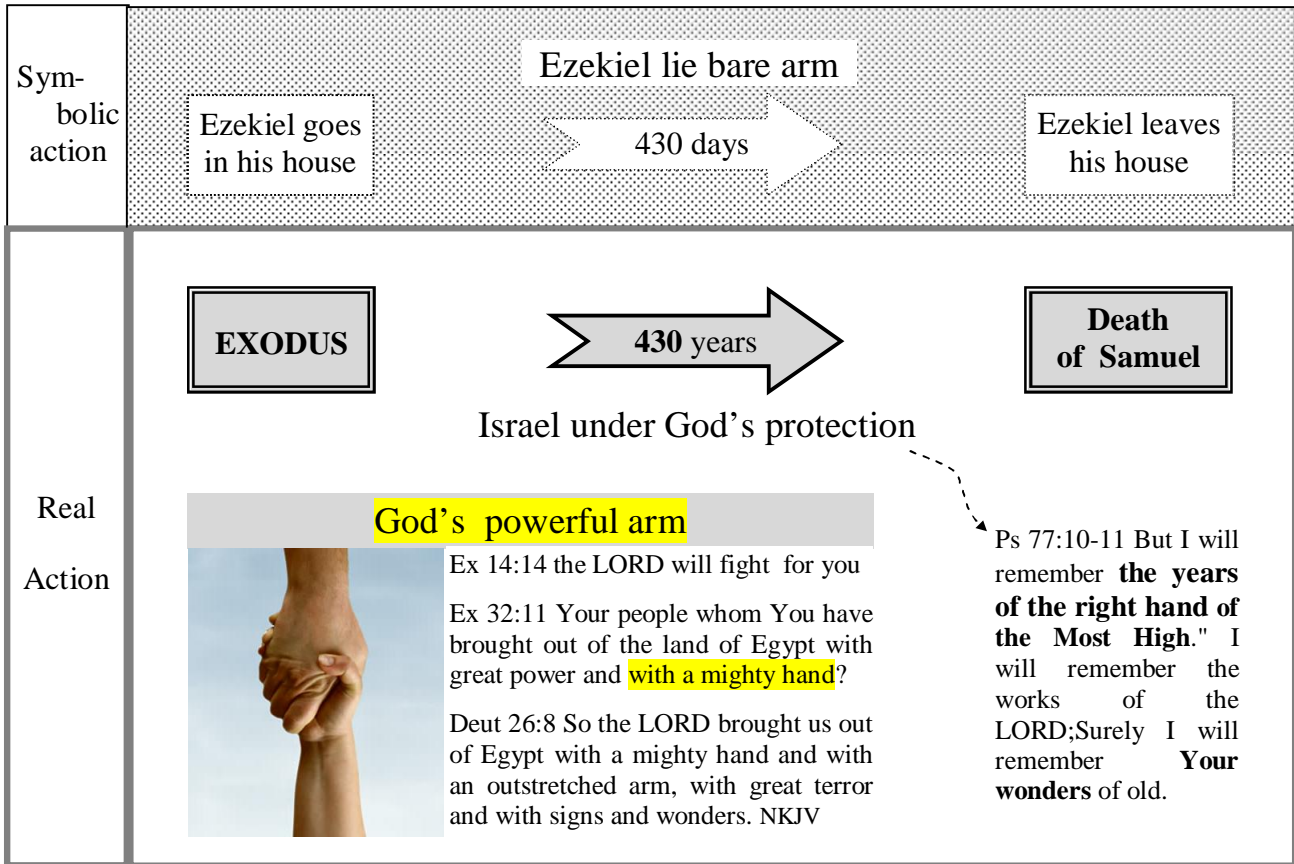 Sym-
bolic
action
Ezekiel lie bare arm
Ezekiel goes
in his house
430 days
Ezekiel leaves
his house
Real
Action
EXODUS
430 years
Death
of Samuel
Israel under God's protection
God's powerful arm
Ex 14:14 the LORD will fight for you
Ex 32:11 Your people whom You have
brought out of the land of Egypt with
great power and with a mighty hand?
Deut 26:8 So the LORD brought us out
of Egypt with a mighty hand and with
an outstretched arm, with great terror
and with signs and wonders. NKJV
Ps 77:10-11 But I will
remember the years
of the right hand of
the Most High." I
will remember the
works of the
LORD;Surely I will
remember Your
wonders of old.